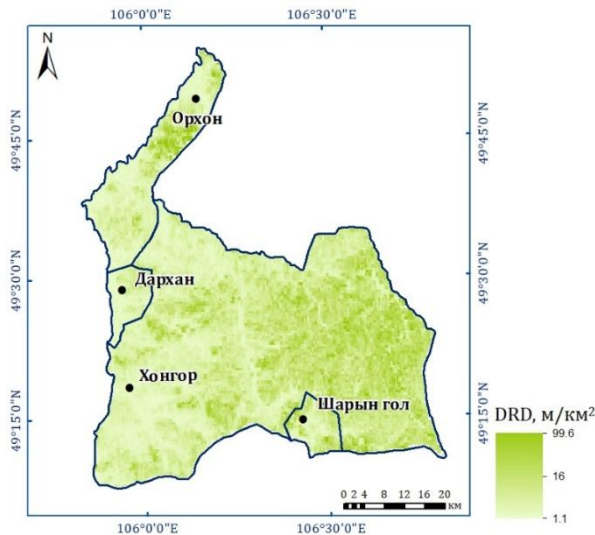 106°0'0"E 106°30'0"E
N
Орхон
49°45'0"N 49°45'0"N
49°30'0"N 49°30'0"N
Дархан
Хонгор
Шарын гол
49°15'0"N 49°15'0"N
DRD, м/км²
99.6
16
1.1
0 2 4 8 12 16 20
км
106°0'0"E 106°30'0"E